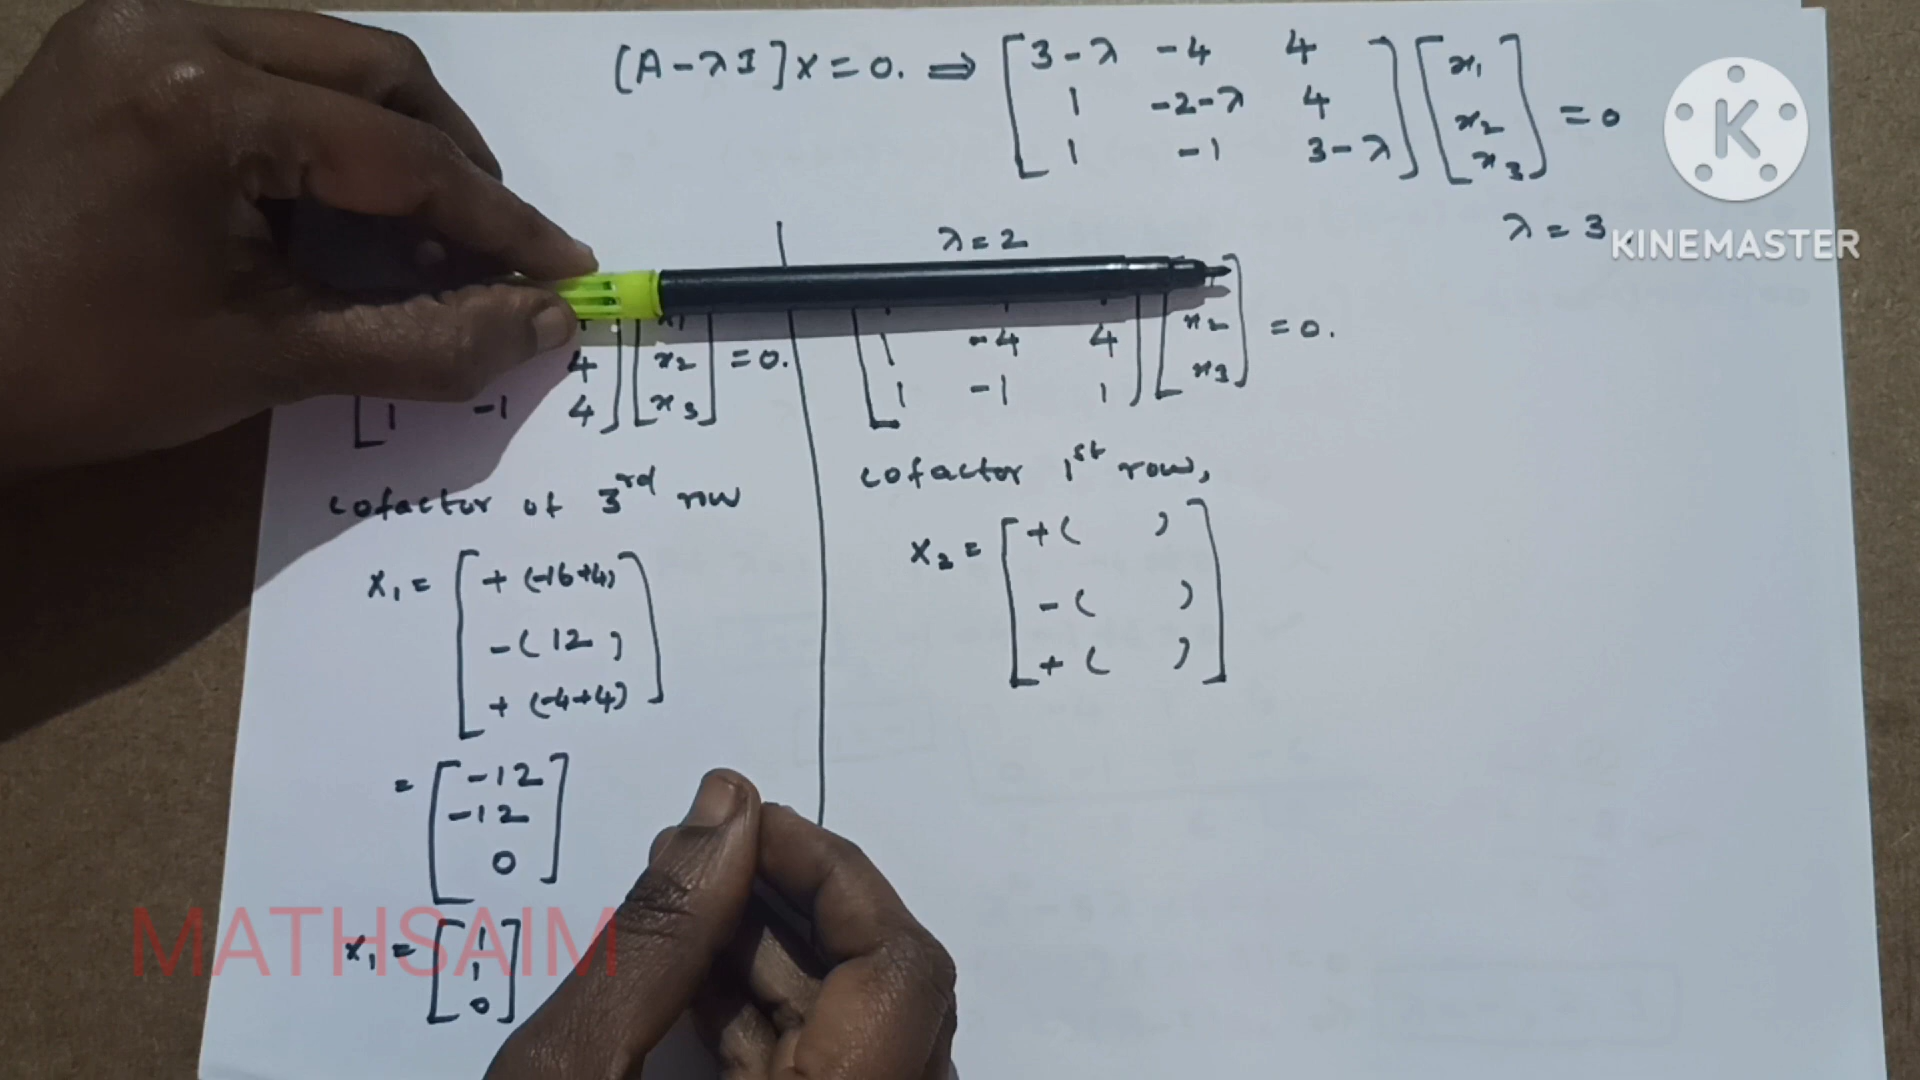 [A-λI]x=0. ⇒ [3-λ -4 4] [x₁]
[1 -2-λ 4] [x₂] =0
[1 -1 3-λ] [x₃]
K
KINEMASTER
λ=2
λ=3
4] [x₂] =0.
[1 -1 4] [x₃]
[1 -4 4] [x₂] =0.
[1 -1 1] [x₃]
cofactor of 3rd row
x₁= [+(-16+4)
-(12)
+(-4+4)]
= [-12
-12
0]
x₁= [1
1
0]
cofactor 1st row,
x₂= [+( )
-( )
+( )]
MATHSAIM